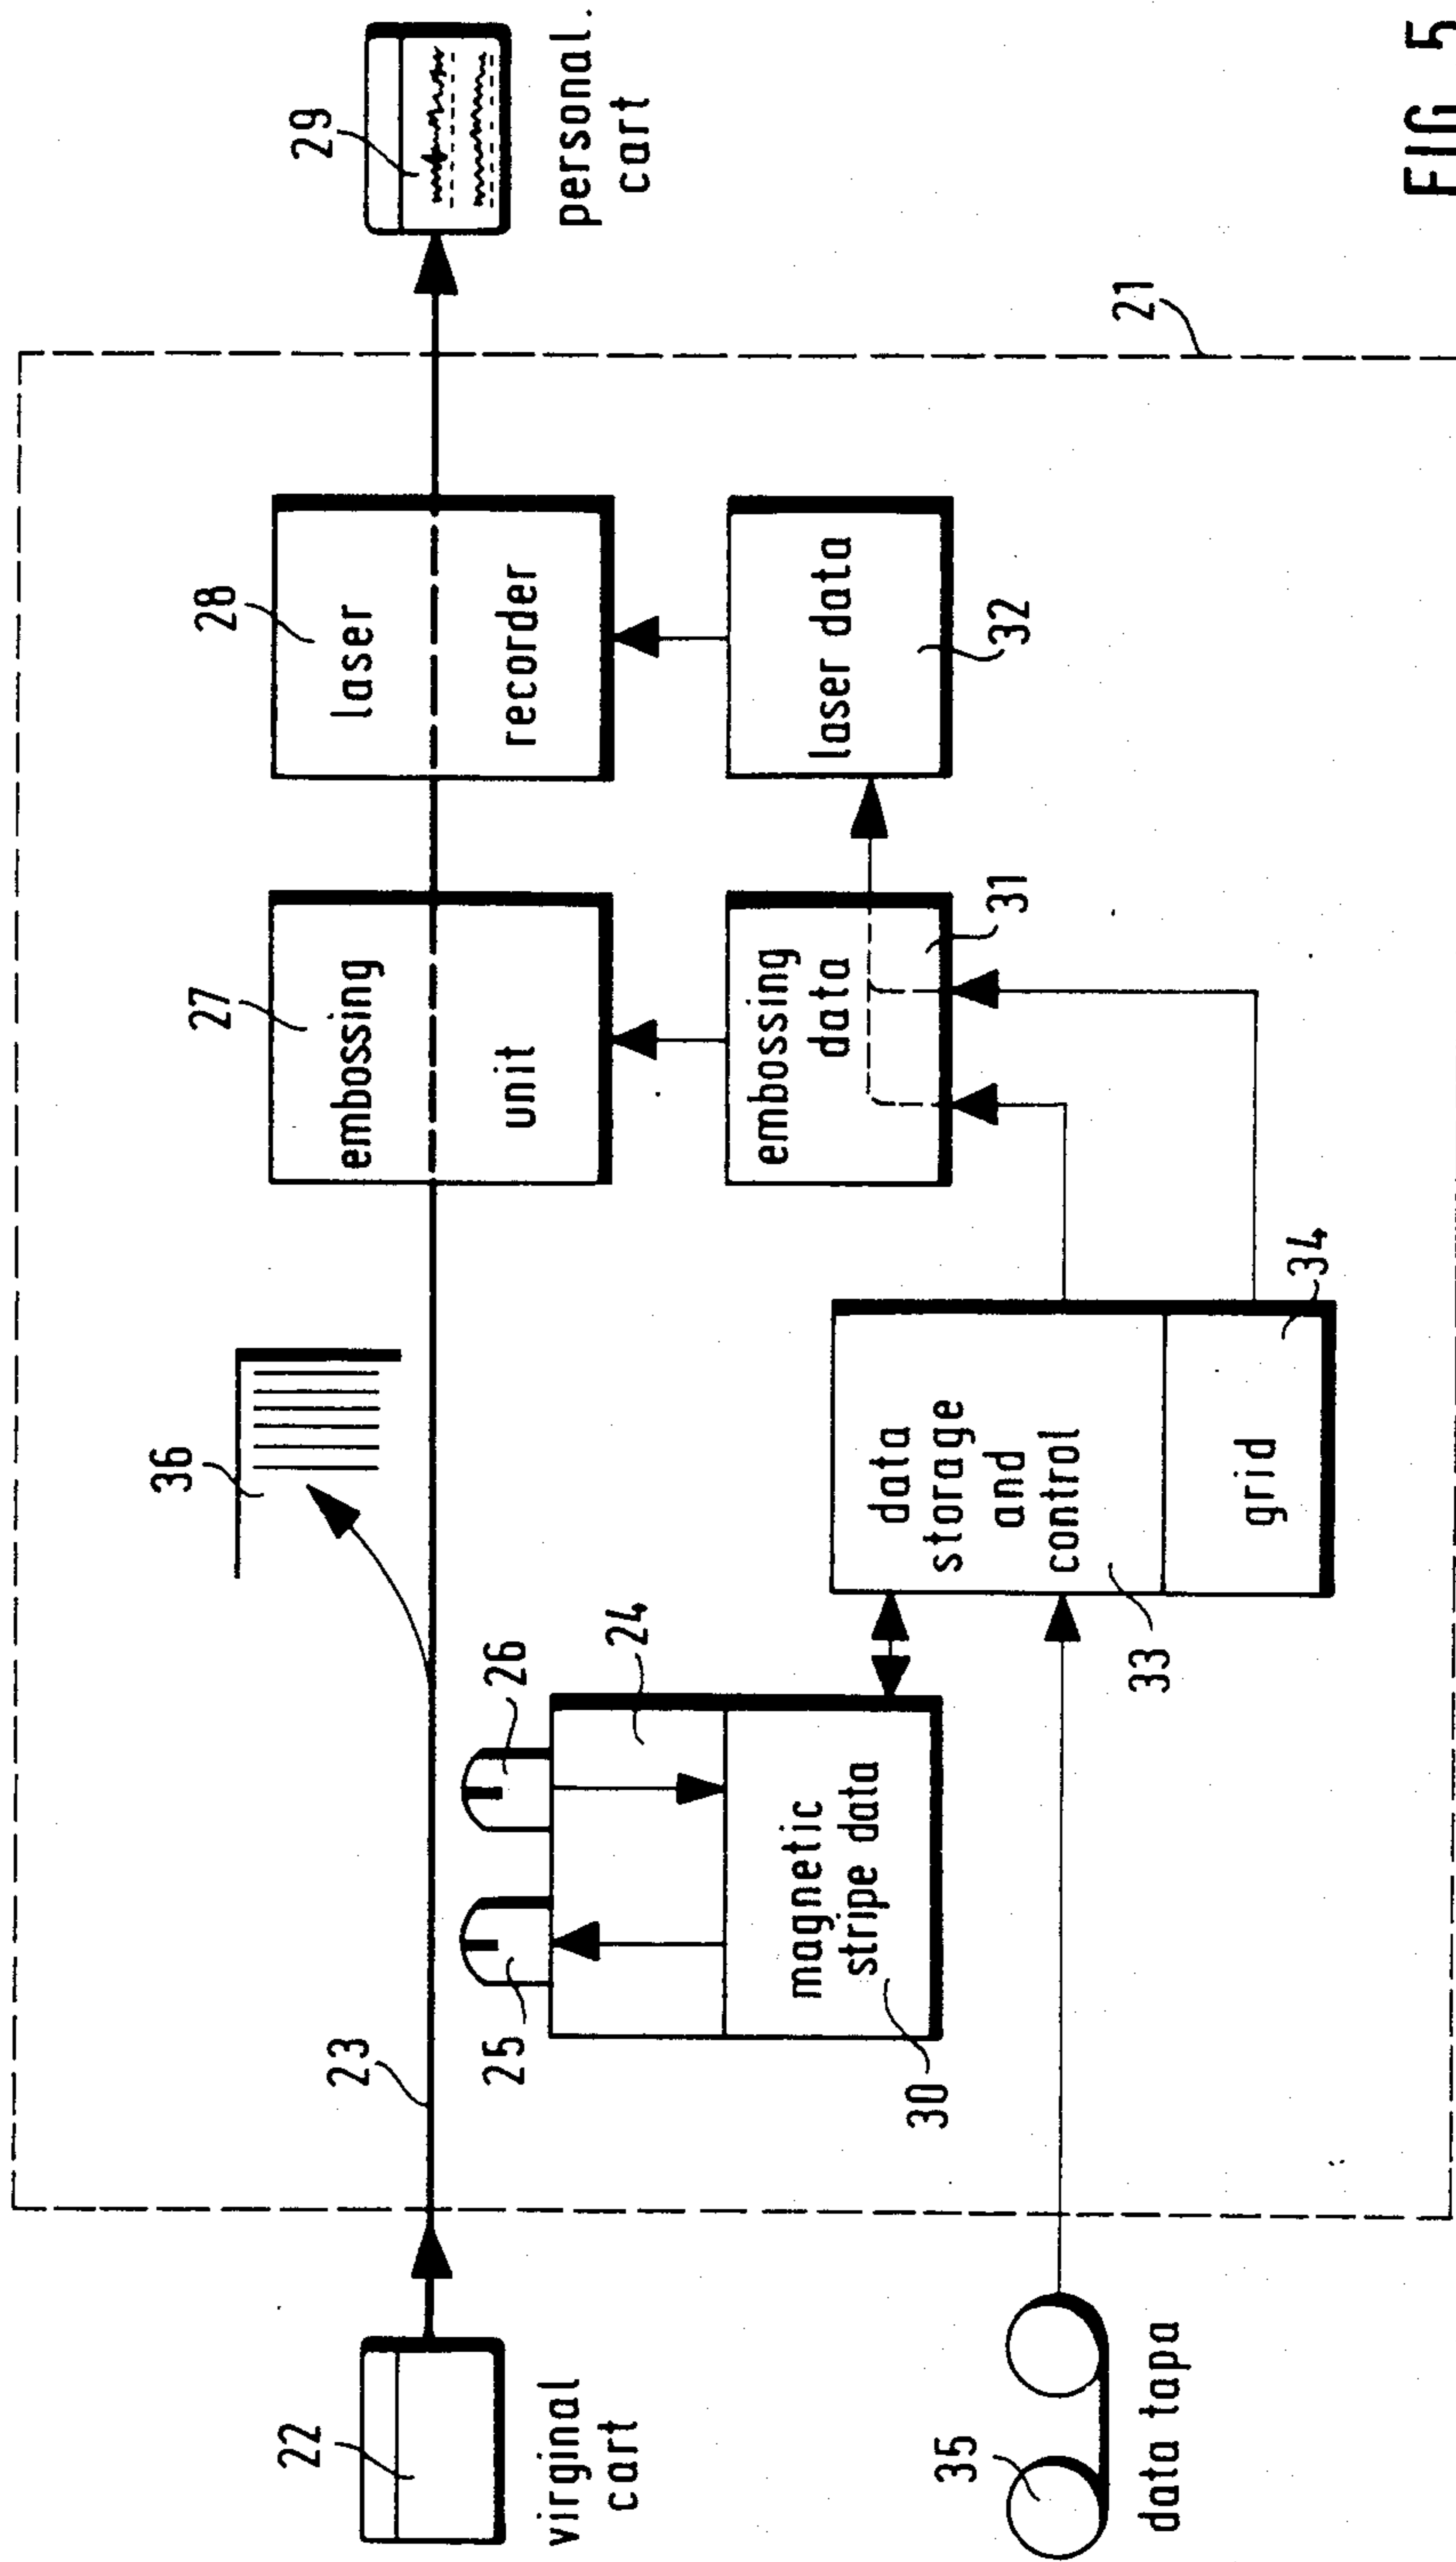 22
virginal
cart
23
36
27
embossing
unit
28
laser
recorder
29
personal.
cart
25
26
24
magnetic
stripe data
30
embossing
data
31
laser data
32
21
35
data tapa
data
storage
and
control
33
grid
34
FIG. 5